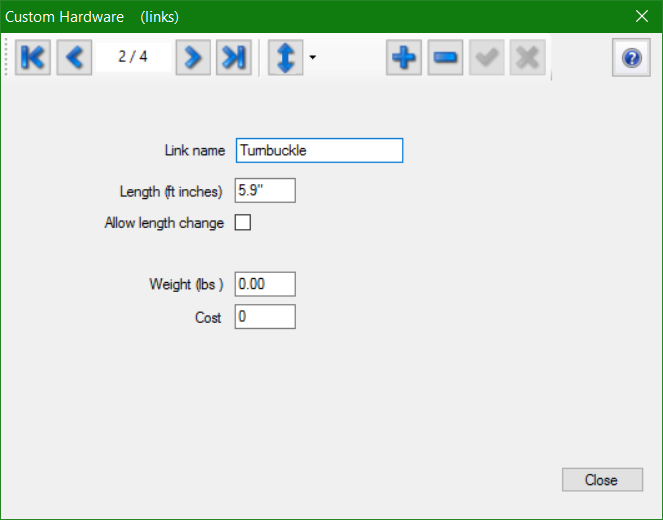 Custom Hardware (links)
2 / 4
Link name Turnbuckle
Length (ft inches) 5.9"
Allow length change
Weight (lbs ) 0.00
Cost 0
Close